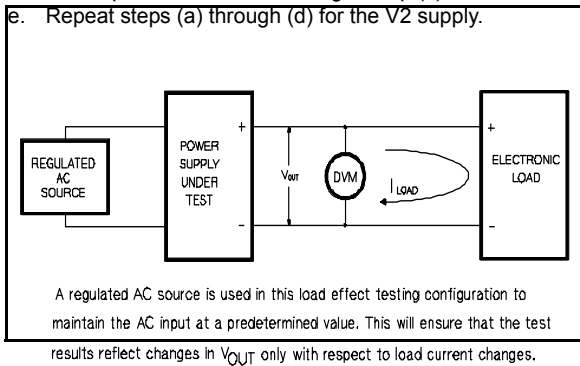 e. Repeat steps (a) through (d) for the V2 supply.
REGULATED
AC
SOURCE
POWER
SUPPLY
UNDER
TEST
+
-
VOUT
DVM
I LOAD
+
-
ELECTRONIC
LOAD
A regulated AC source is used in this load effect testing configuration to
maintain the AC input at a predetermined value. This will ensure that the test
results reflect changes in VOUT only with respect to load current changes.